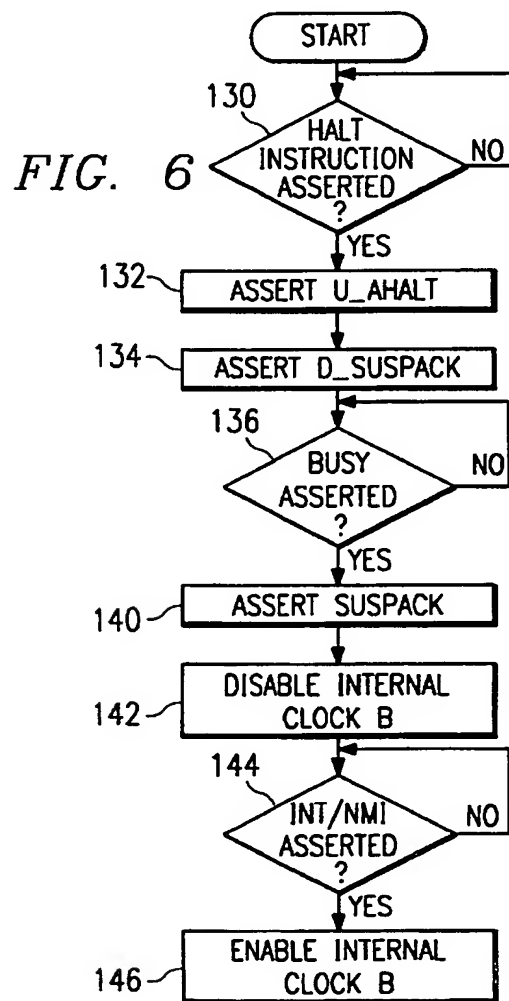 START
130
HALT
INSTRUCTION
ASSERTED
?
NO
FIG. 6
YES
132
ASSERT U_AHALT
134
ASSERT D_SUSPACK
136
BUSY
ASSERTED
?
NO
YES
140
ASSERT SUSPACK
142
DISABLE INTERNAL
CLOCK B
144
INT/NMI
ASSERTED
?
NO
YES
146
ENABLE INTERNAL
CLOCK B